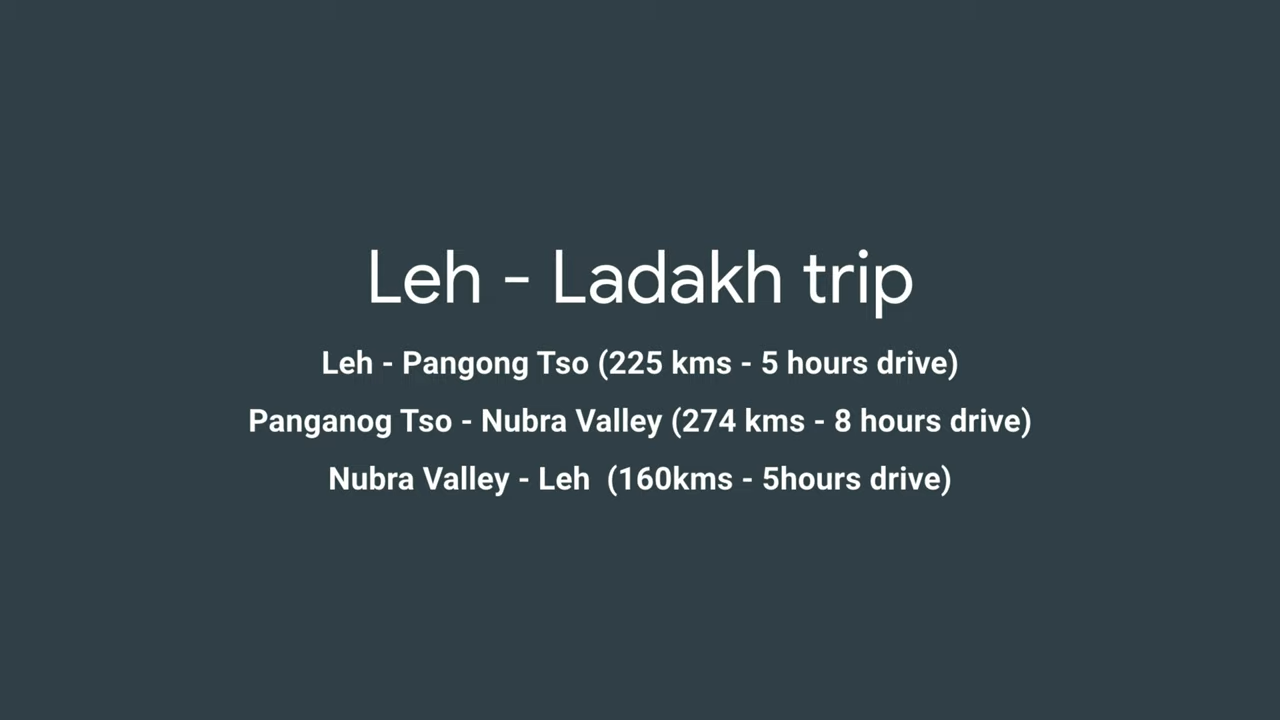 Leh - Ladakh trip
Leh - Pangong Tso (225 kms - 5 hours drive)
Panganog Tso - Nubra Valley (274 kms - 8 hours drive)
Nubra Valley - Leh  (160kms - 5hours drive)